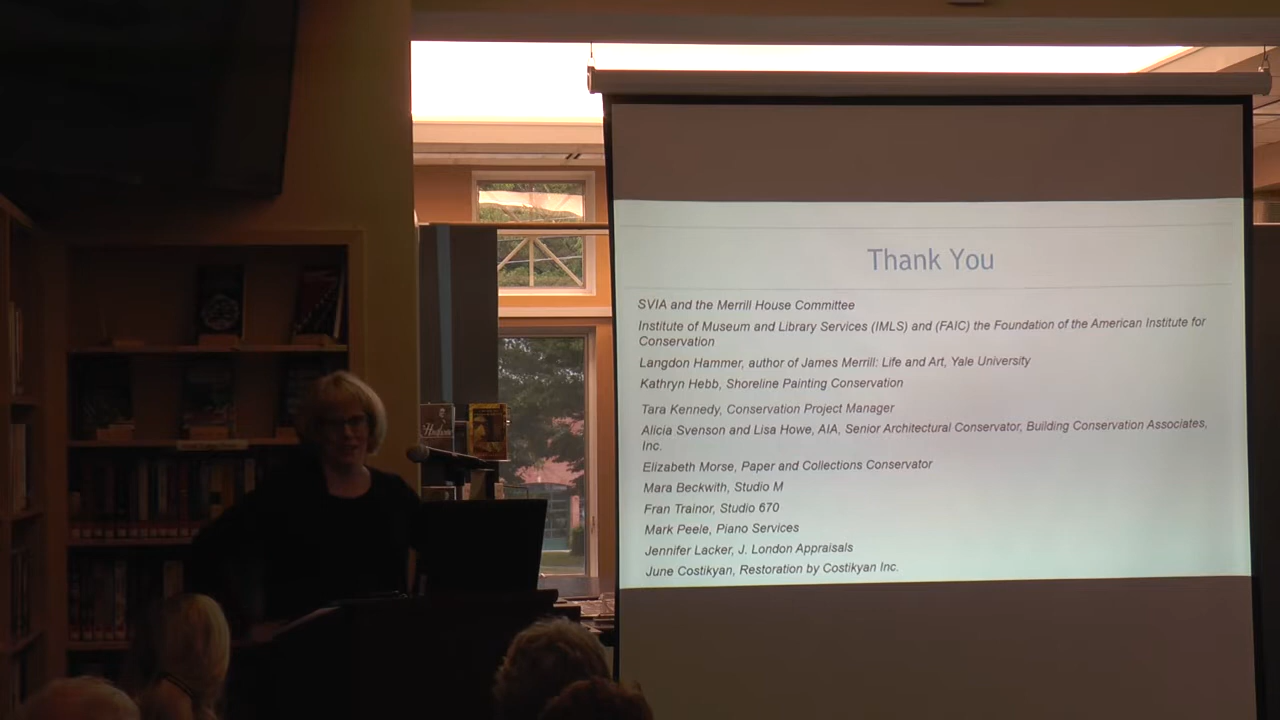 Thank You
SVIA and the Merrill House Committee
Institute of Museum and Library Services (IMLS) and (FAIC) the Foundation of the American Institute for
Conservation
Langdon Hammer, author of James Merrill: Life and Art, Yale University
Kathryn Hebb, Shoreline Painting Conservation
Tara Kennedy, Conservation Project Manager
Alicia Svenson and Lisa Howe, AIA, Senior Architectural Conservator, Building Conservation Associates,
Inc.
Elizabeth Morse, Paper and Collections Conservator
Mara Beckwith, Studio M
Fran Trainor, Studio 670
Mark Peele, Piano Services
Jennifer Lacker, J. London Appraisals
June Costikyan, Restoration by Costikyan Inc.